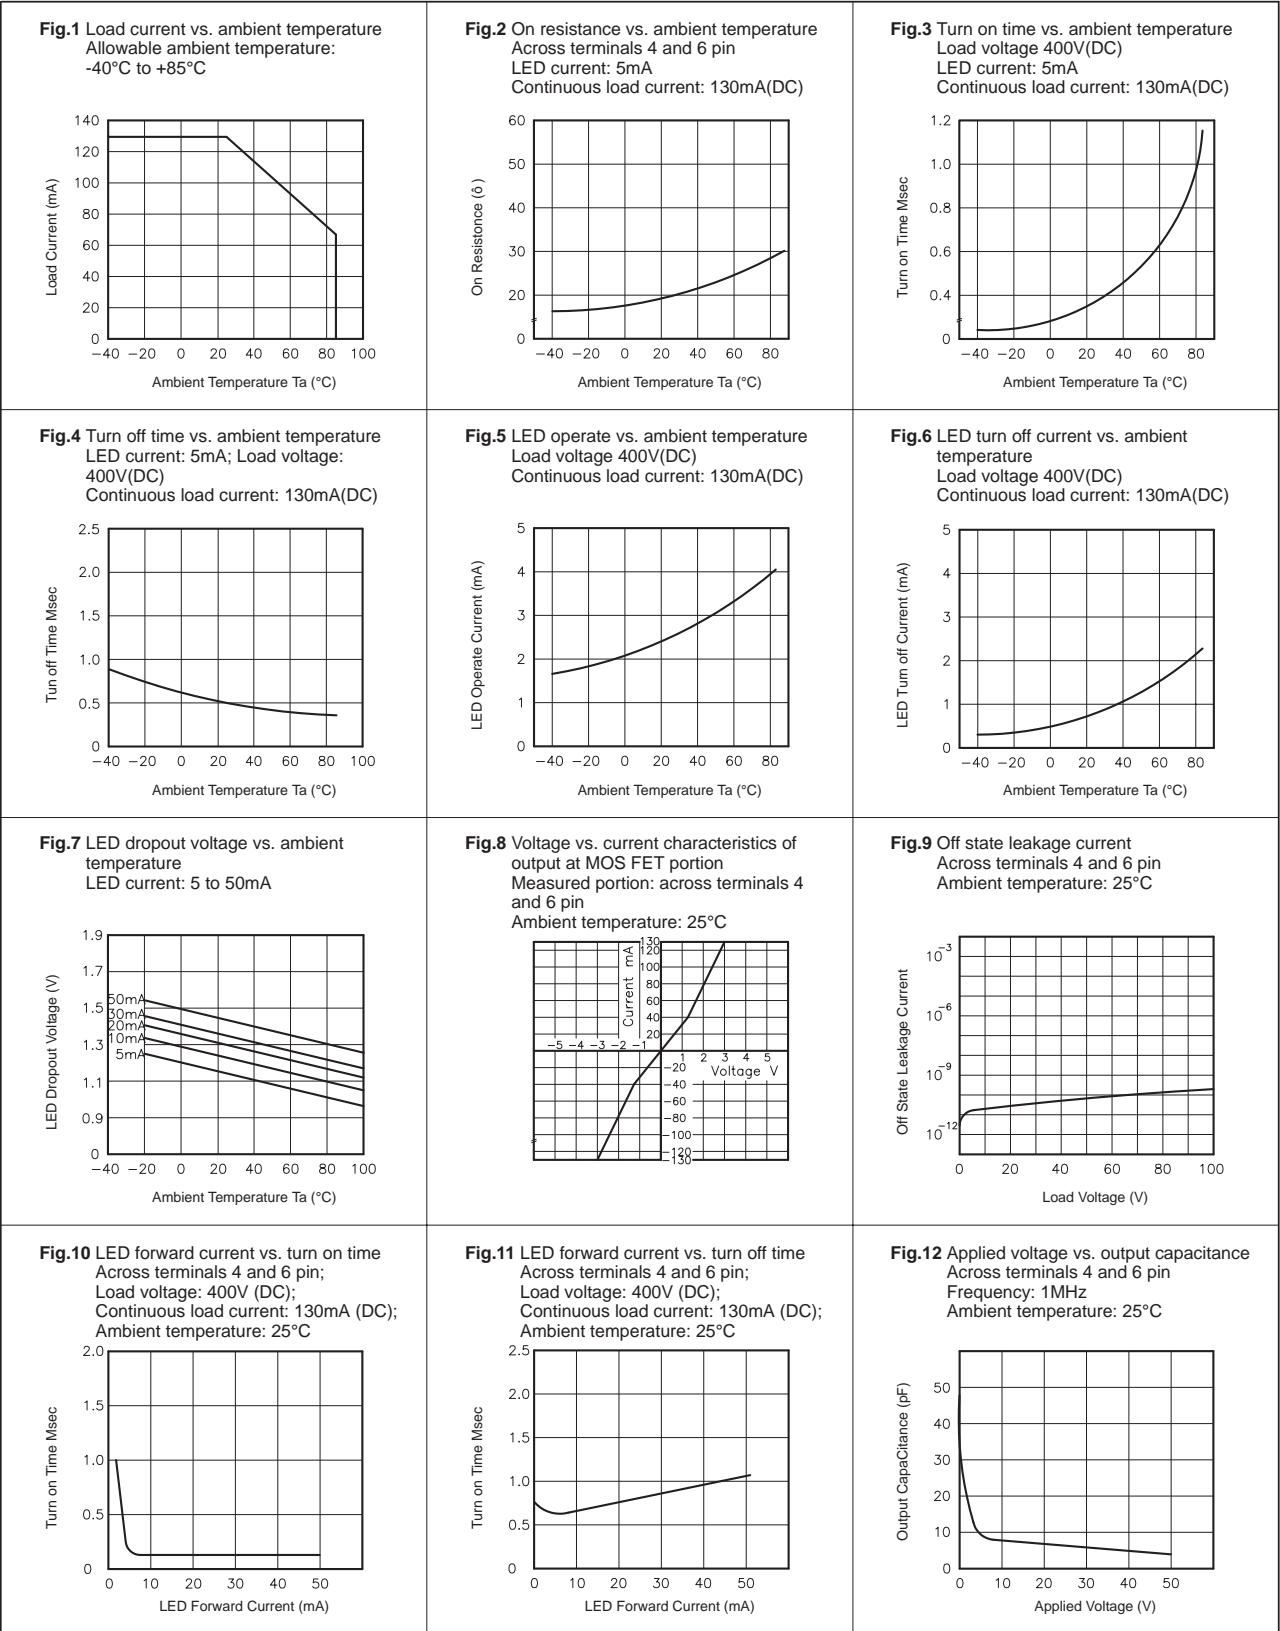 Fig.1 Load current vs. ambient temperature
Allowable ambient temperature:
-40°C to +85°C
140
120
100
80
60
40
20
0
Load Current (mA)
−40 −20 0 20 40 60 80 100
Ambient Temperature Ta (°C)
Fig.2 On resistance vs. ambient temperature
Across terminals 4 and 6 pin
LED current: 5mA
Continuous load current: 130mA(DC)
60
50
40
30
20
0
On Resistonce (ô )
−40 −20 0 20 40 60 80
Ambient Temperature Ta (°C)
Fig.3 Turn on time vs. ambient temperature
Load voltage 400V(DC)
LED current: 5mA
Continuous load current: 130mA(DC)
1.2
1.0
0.8
0.6
0.4
0
Turn on Time Msec
−40 −20 0 20 40 60 80
Ambient Temperature Ta (°C)
Fig.4 Turn off time vs. ambient temperature
LED current: 5mA; Load voltage:
400V(DC)
Continuous load current: 130mA(DC)
2.5
2.0
1.5
1.0
0.5
0
Tun off Time Msec
−40 −20 0 20 40 60 80 100
Ambient Temperature Ta (°C)
Fig.5 LED operate vs. ambient temperature
Load voltage 400V(DC)
Continuous load current: 130mA(DC)
5
4
3
2
1
0
LED Operate Current (mA)
−40 −20 0 20 40 60 80
Ambient Temperature Ta (°C)
Fig.6 LED turn off current vs. ambient
temperature
Load voltage 400V(DC)
Continuous load current: 130mA(DC)
5
4
3
2
1
0
LED Turn off Current (mA)
−40 −20 0 20 40 60 80
Ambient Temperature Ta (°C)
Fig.7 LED dropout voltage vs. ambient
temperature
LED current: 5 to 50mA
1.9
1.7
1.5
1.3
1.1
0.9
0
LED Dropout Voltage (V)
50mA
30mA
20mA
10mA
5mA
−40 −20 0 20 40 60 80 100
Ambient Temperature Ta (°C)
Fig.8 Voltage vs. current characteristics of
output at MOS FET portion
Measured portion: across terminals 4
and 6 pin
Ambient temperature: 25°C
130
120
100
80
60
40
20
Current mA
−5 −4 −3 −2 −1
1 2 3 4 5
Voltage V
−20
−40
−60
−80
−100
−120
−130
Fig.9 Off state leakage current
Across terminals 4 and 6 pin
Ambient temperature: 25°C
10−3
10−6
10−9
10−12
Off State Leakage Current
0 20 40 60 80 100
Load Voltage (V)
Fig.10 LED forward current vs. turn on time
Across terminals 4 and 6 pin;
Load voltage: 400V (DC);
Continuous load current: 130mA (DC);
Ambient temperature: 25°C
2.0
1.5
1.0
0.5
0
Turn on Time Msec
0 10 20 30 40 50
LED Forward Current (mA)
Fig.11 LED forward current vs. turn off time
Across terminals 4 and 6 pin;
Load voltage: 400V (DC);
Continuous load current: 130mA (DC);
Ambient temperature: 25°C
2.5
2.0
1.5
1.0
0.5
0
Turn on Time Msec
0 10 20 30 40 50
LED Forward Current (mA)
Fig.12 Applied voltage vs. output capacitance
Across terminals 4 and 6 pin
Frequency: 1MHz
Ambient temperature: 25°C
50
40
30
20
10
0
Output CapaCitance (pF)
0 10 20 30 40 50
Applied Voltage (V)